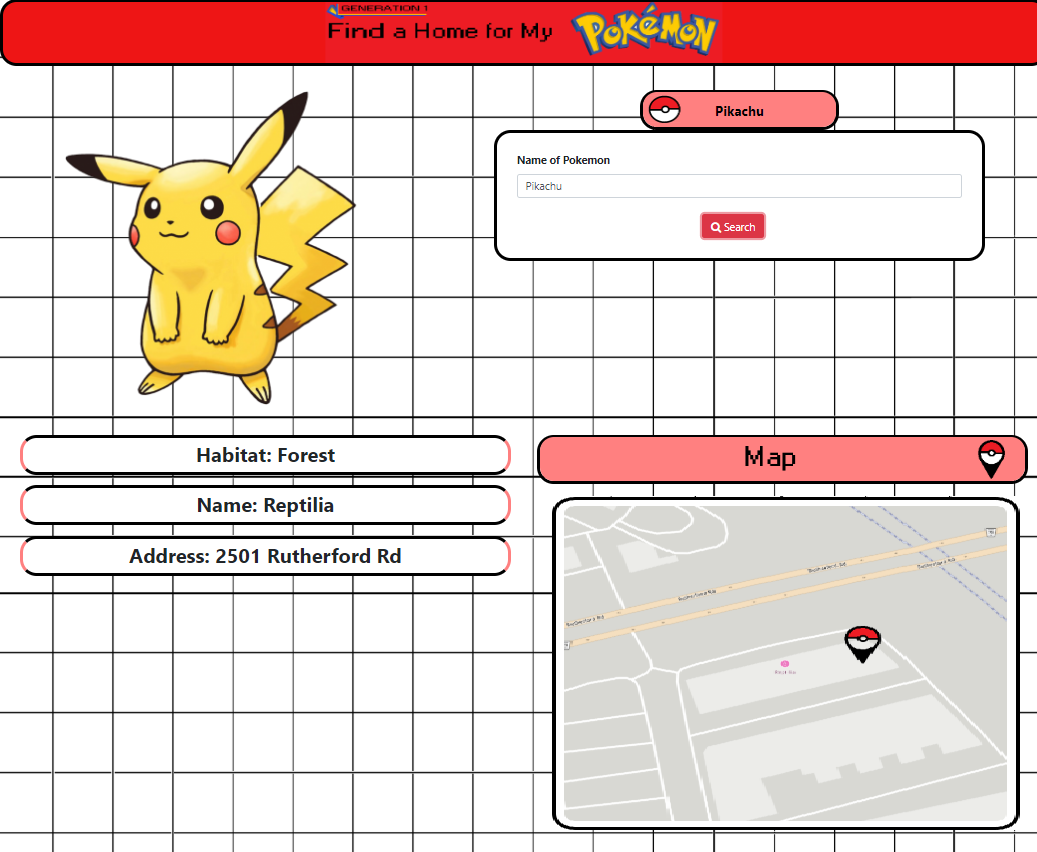 GENERATION 1
Find a Home for My
POKéMON
Pikachu
Name of Pokemon
Pikachu
Search
Habitat: Forest
Name: Reptilia
Address: 2501 Rutherford Rd
Map
Rutherford Rd
Rutherford Rd
Rutherford Rd
Rutherford Rd